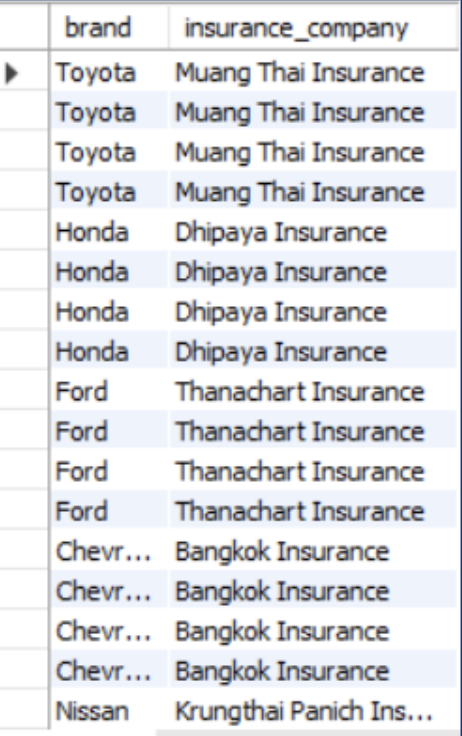 brand insurance_company
Toyota Muang Thai Insurance
Toyota Muang Thai Insurance
Toyota Muang Thai Insurance
Toyota Muang Thai Insurance
Honda Dhipaya Insurance
Honda Dhipaya Insurance
Honda Dhipaya Insurance
Honda Dhipaya Insurance
Ford Thanachart Insurance
Ford Thanachart Insurance
Ford Thanachart Insurance
Ford Thanachart Insurance
Chevr... Bangkok Insurance
Chevr... Bangkok Insurance
Chevr... Bangkok Insurance
Chevr... Bangkok Insurance
Nissan Krungthai Panich Ins...